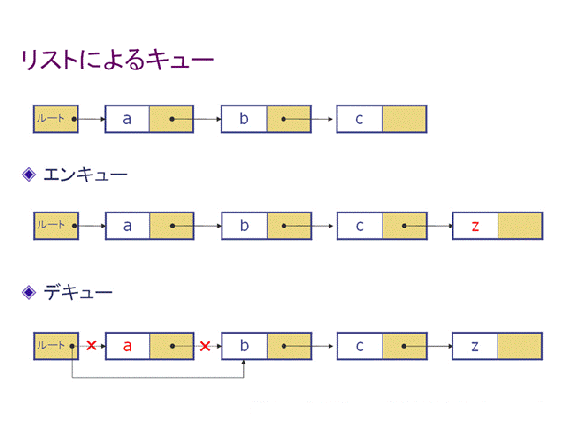 リストによるキュー
ルート a b c
エンキュー
ルート a b c z
デキュー
ルート × a × b c z